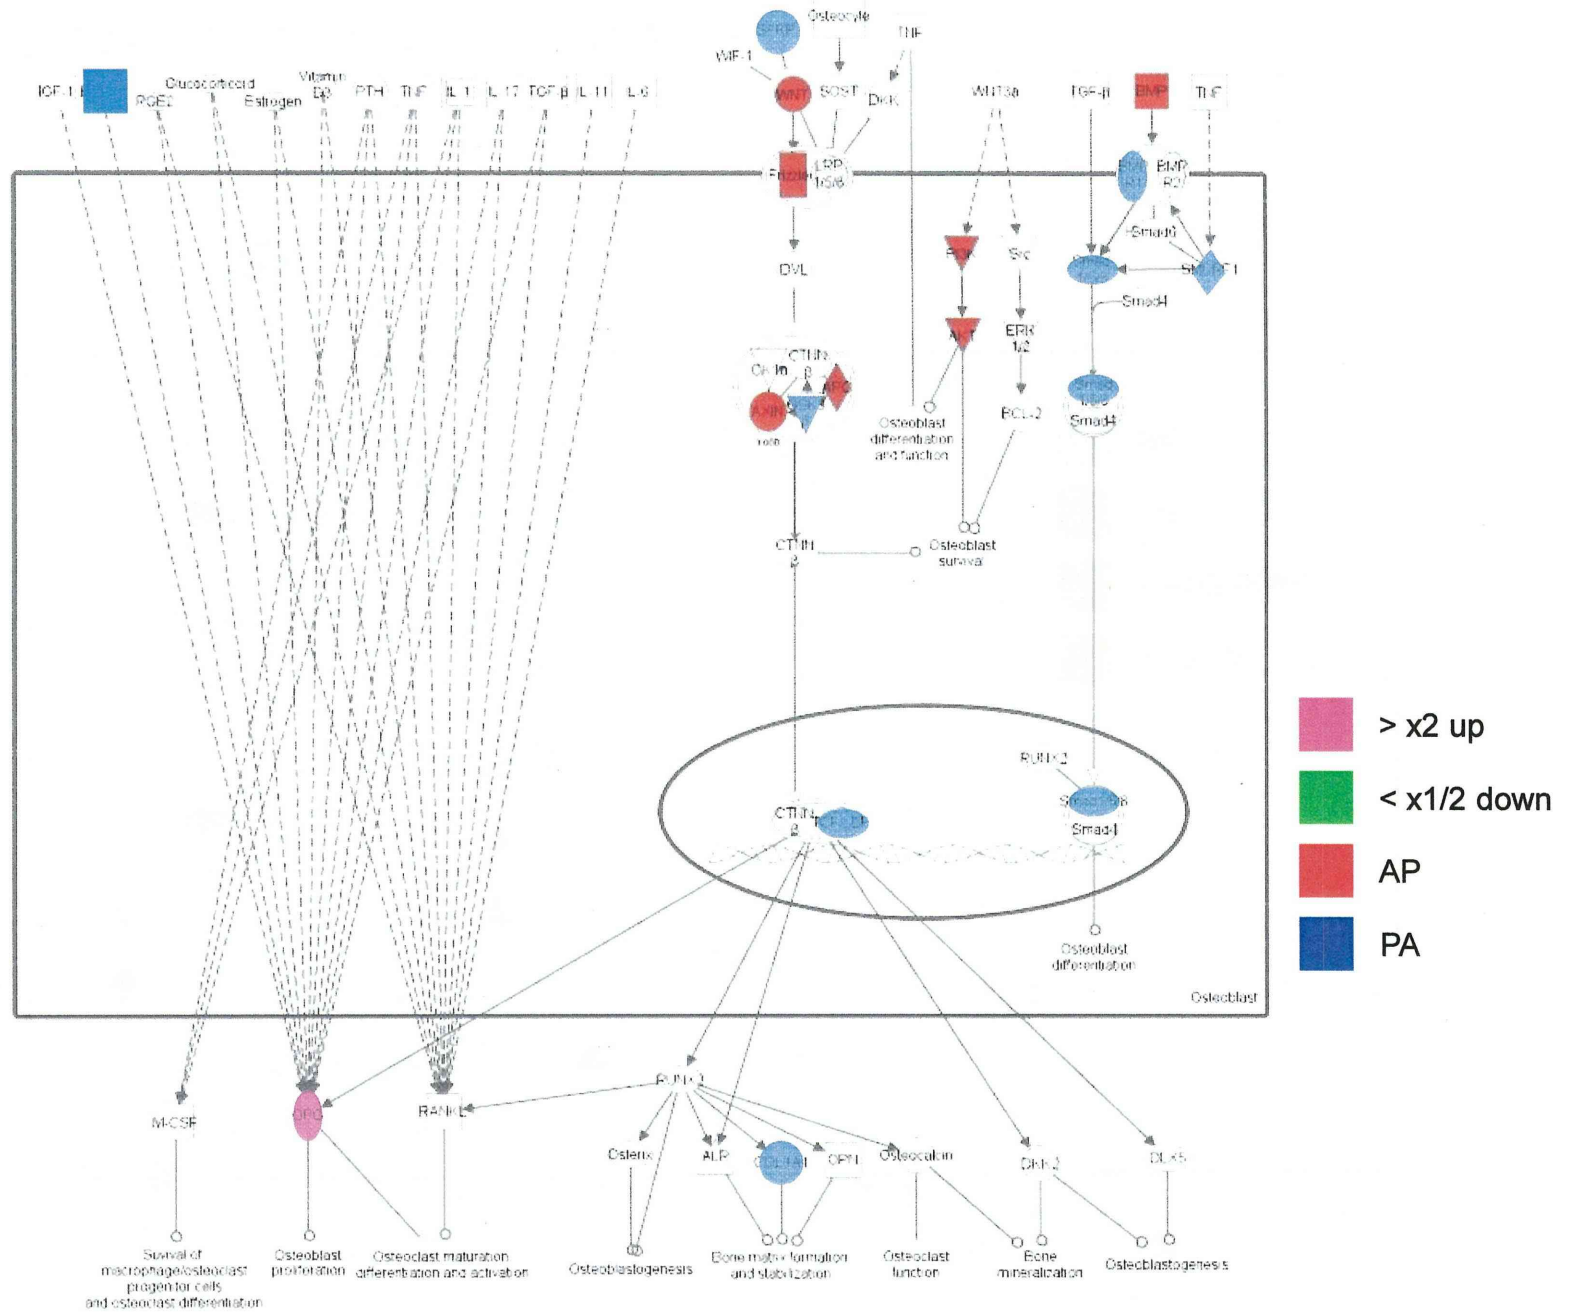 Osteocyte
TNF
WIF-1
WNT
SOST
DKK
WNT3a
TGF-β
BMP
TNF
IGF-1
PGE2
Glucocorticoid
Estrogen
Vitamin
D3
PTH
TNF
IL-1
IL-17
TGF-β
IL-11
IL-6
Frizzled
LRP
1/5/6
BMP
R1
BMP
R2
Smad6
DVL
Src
Smad4
AKT
ERK
1/2
CTNN
β
APC
AXIN
BCL-2
Smad
Smad4
Osteoblast
differentiation
and function
CTNN
β
Osteoblast
survival
RUNX2
CTNN
β
Smad4
Osteoblast
differentiation
Osteoblast
> x2 up
< x1/2 down
AP
PA
M-CSF
OPG
RANKL
RUNX2
Osterix
ALP
OPN
Osteocalcin
DKK2
DLX5
Suvival of
macrophage/osteoclast
progenitor cells
and osteoclast differentiation
Osteoblast
proliferation
Osteoclast maturation
differentiation and activation
Osteoblastogenesis
Bone matrix formation
and stabilization
Osteoclast
function
Bone
mineralization
Osteoblastogenesis